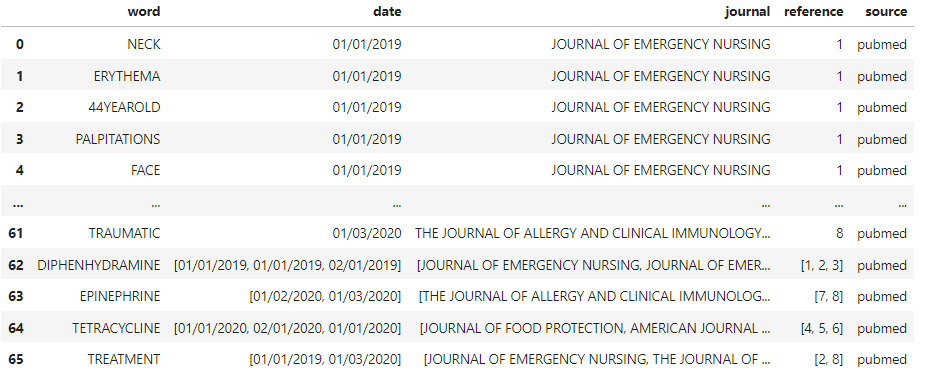 word date journal reference source
0 NECK 01/01/2019 JOURNAL OF EMERGENCY NURSING 1 pubmed
1 ERYTHEMA 01/01/2019 JOURNAL OF EMERGENCY NURSING 1 pubmed
2 44YEAROLD 01/01/2019 JOURNAL OF EMERGENCY NURSING 1 pubmed
3 PALPITATIONS 01/01/2019 JOURNAL OF EMERGENCY NURSING 1 pubmed
4 FACE 01/01/2019 JOURNAL OF EMERGENCY NURSING 1 pubmed
... ... ... ... ... ...
61 TRAUMATIC 01/03/2020 THE JOURNAL OF ALLERGY AND CLINICAL IMMUNOLOGY... 8 pubmed
62 DIPHENHYDRAMINE [01/01/2019, 01/01/2019, 02/01/2019] [JOURNAL OF EMERGENCY NURSING, JOURNAL OF EMER... [1, 2, 3] pubmed
63 EPINEPHRINE [01/02/2020, 01/03/2020] [THE JOURNAL OF ALLERGY AND CLINICAL IMMUNOLOG... [7, 8] pubmed
64 TETRACYCLINE [01/01/2020, 02/01/2020, 01/01/2020] [JOURNAL OF FOOD PROTECTION, AMERICAN JOURNAL ... [4, 5, 6] pubmed
65 TREATMENT [01/01/2019, 01/03/2020] [JOURNAL OF EMERGENCY NURSING, THE JOURNAL OF ... [2, 8] pubmed